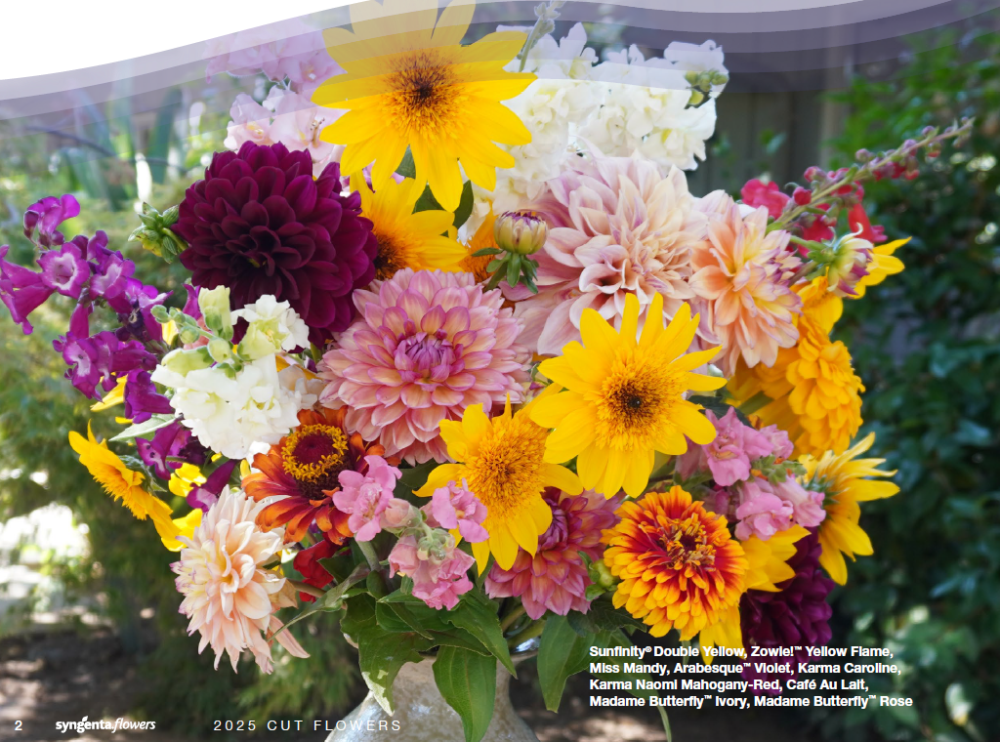 Sunfinity® Double Yellow, Zowie!™ Yellow Flame,
Miss Mandy, Arabesque™ Violet, Karma Caroline,
Karma Naomi Mahogany-Red, Café Au Lait,
Madame Butterfly™ Ivory, Madame Butterfly™ Rose
2 syngenta.flowers 2025 CUT FLOWERS